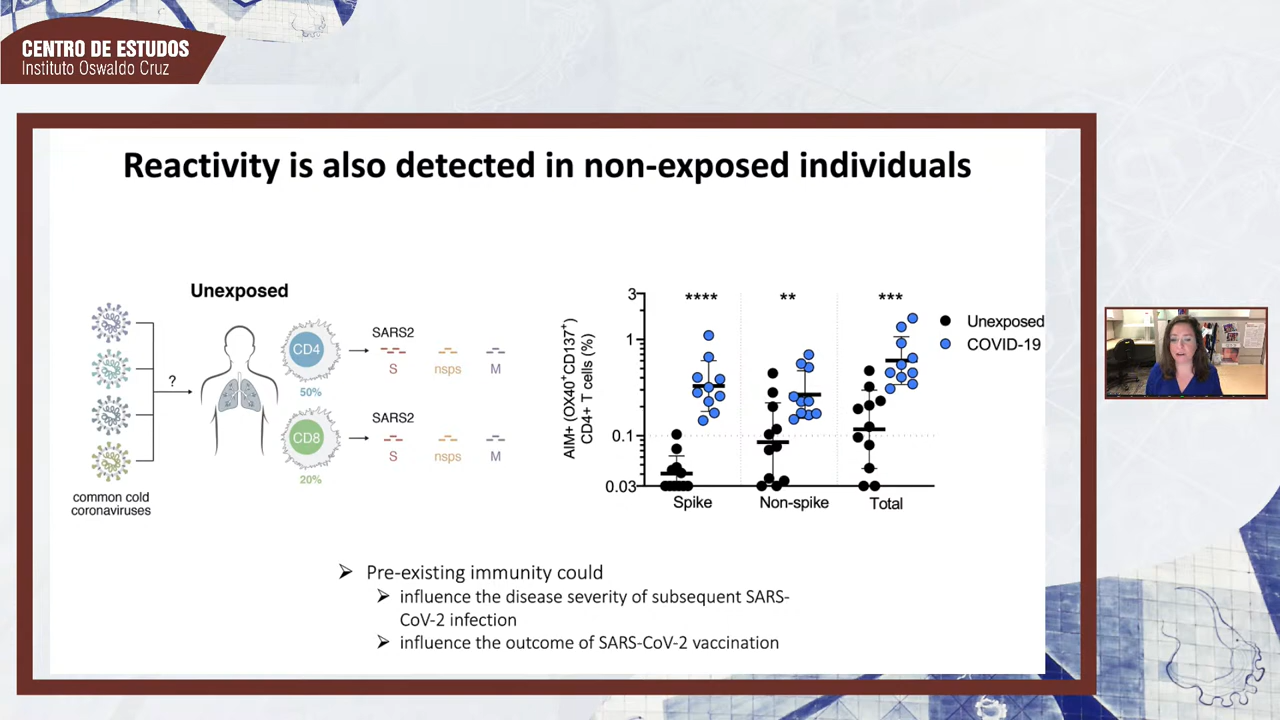 CENTRO DE ESTUDOS
Instituto Oswaldo Cruz
Reactivity is also detected in non-exposed individuals
Unexposed
?
common cold
coronaviruses
CD4
50%
CD8
20%
SARS2
S nsps M
SARS2
S nsps M
AIM+ (OX40+CD137+)
CD4+ T cells (%)
3
1
0.1
0.03
**** ** ***
Spike Non-spike Total
Unexposed
COVID-19
➢ Pre-existing immunity could
➢ influence the disease severity of subsequent SARS-
CoV-2 infection
➢ influence the outcome of SARS-CoV-2 vaccination